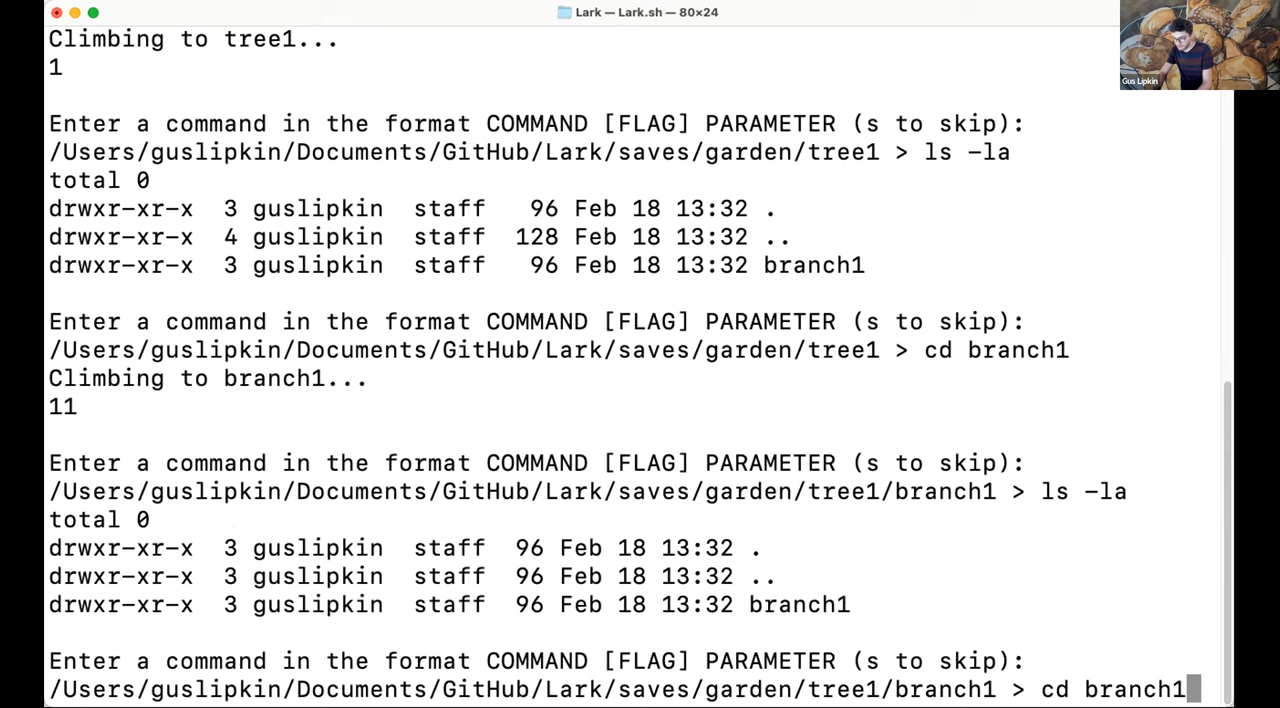 Lark — Lark.sh — 80×24
Gus Lipkin
Climbing to tree1...
1
Enter a command in the format COMMAND [FLAG] PARAMETER (s to skip):
/Users/guslipkin/Documents/GitHub/Lark/saves/garden/tree1 > ls -la
total 0
drwxr-xr-x  3 guslipkin  staff   96 Feb 18 13:32 .
drwxr-xr-x  4 guslipkin  staff  128 Feb 18 13:32 ..
drwxr-xr-x  3 guslipkin  staff   96 Feb 18 13:32 branch1
Enter a command in the format COMMAND [FLAG] PARAMETER (s to skip):
/Users/guslipkin/Documents/GitHub/Lark/saves/garden/tree1 > cd branch1
Climbing to branch1...
11
Enter a command in the format COMMAND [FLAG] PARAMETER (s to skip):
/Users/guslipkin/Documents/GitHub/Lark/saves/garden/tree1/branch1 > ls -la
total 0
drwxr-xr-x  3 guslipkin  staff  96 Feb 18 13:32 .
drwxr-xr-x  3 guslipkin  staff  96 Feb 18 13:32 ..
drwxr-xr-x  3 guslipkin  staff  96 Feb 18 13:32 branch1
Enter a command in the format COMMAND [FLAG] PARAMETER (s to skip):
/Users/guslipkin/Documents/GitHub/Lark/saves/garden/tree1/branch1 > cd branch1